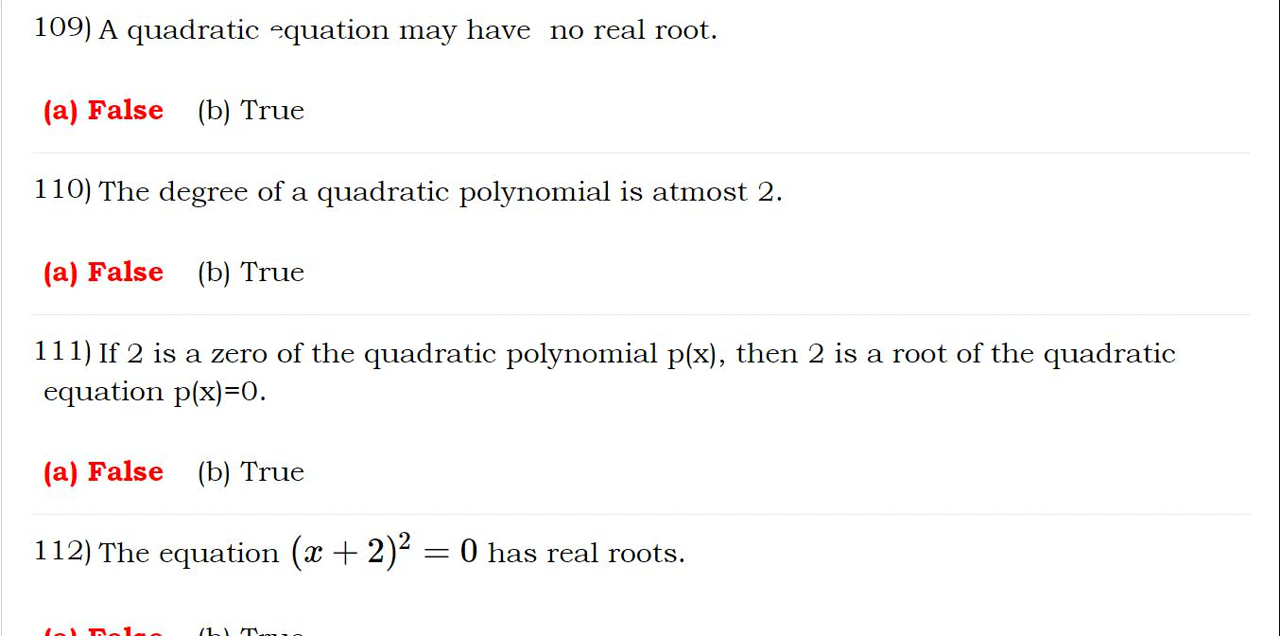 109) A quadratic equation may have no real root.
(a) False (b) True
110) The degree of a quadratic polynomial is atmost 2.
(a) False (b) True
111) If 2 is a zero of the quadratic polynomial p(x), then 2 is a root of the quadratic
equation p(x)=0.
(a) False (b) True
112) The equation (x + 2)² = 0 has real roots.
(a) False (b) True